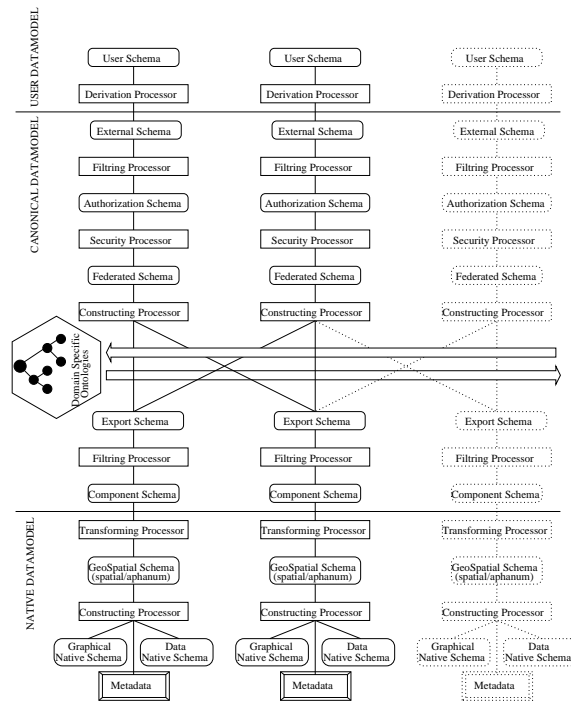 USER DATAMODEL
User Schema User Schema User Schema
Derivation Processor Derivation Processor Derivation Processor
CANONICAL DATAMODEL
External Schema External Schema External Schema
Filtring Processor Filtring Processor Filtring Processor
Authorization Schema Authorization Schema Authorization Schema
Security Processor Security Processor Security Processor
Federated Schema Federated Schema Federated Schema
Constructing Processor Constructing Processor Constructing Processor
Domain Specific
Ontologies
Export Schema Export Schema Export Schema
Filtring Processor Filtring Processor Filtring Processor
Component Schema Component Schema Component Schema
NATIVE DATAMODEL
Transforming Processor Transforming Processor Transforming Processor
GeoSpatial Schema GeoSpatial Schema GeoSpatial Schema
(spatial/aphanum) (spatial/aphanum) (spatial/aphanum)
Constructing Processor Constructing Processor Constructing Processor
Graphical Data Graphical Data Graphical Data
Native Schema Native Schema Native Schema Native Schema Native Schema Native Schema
Metadata Metadata Metadata